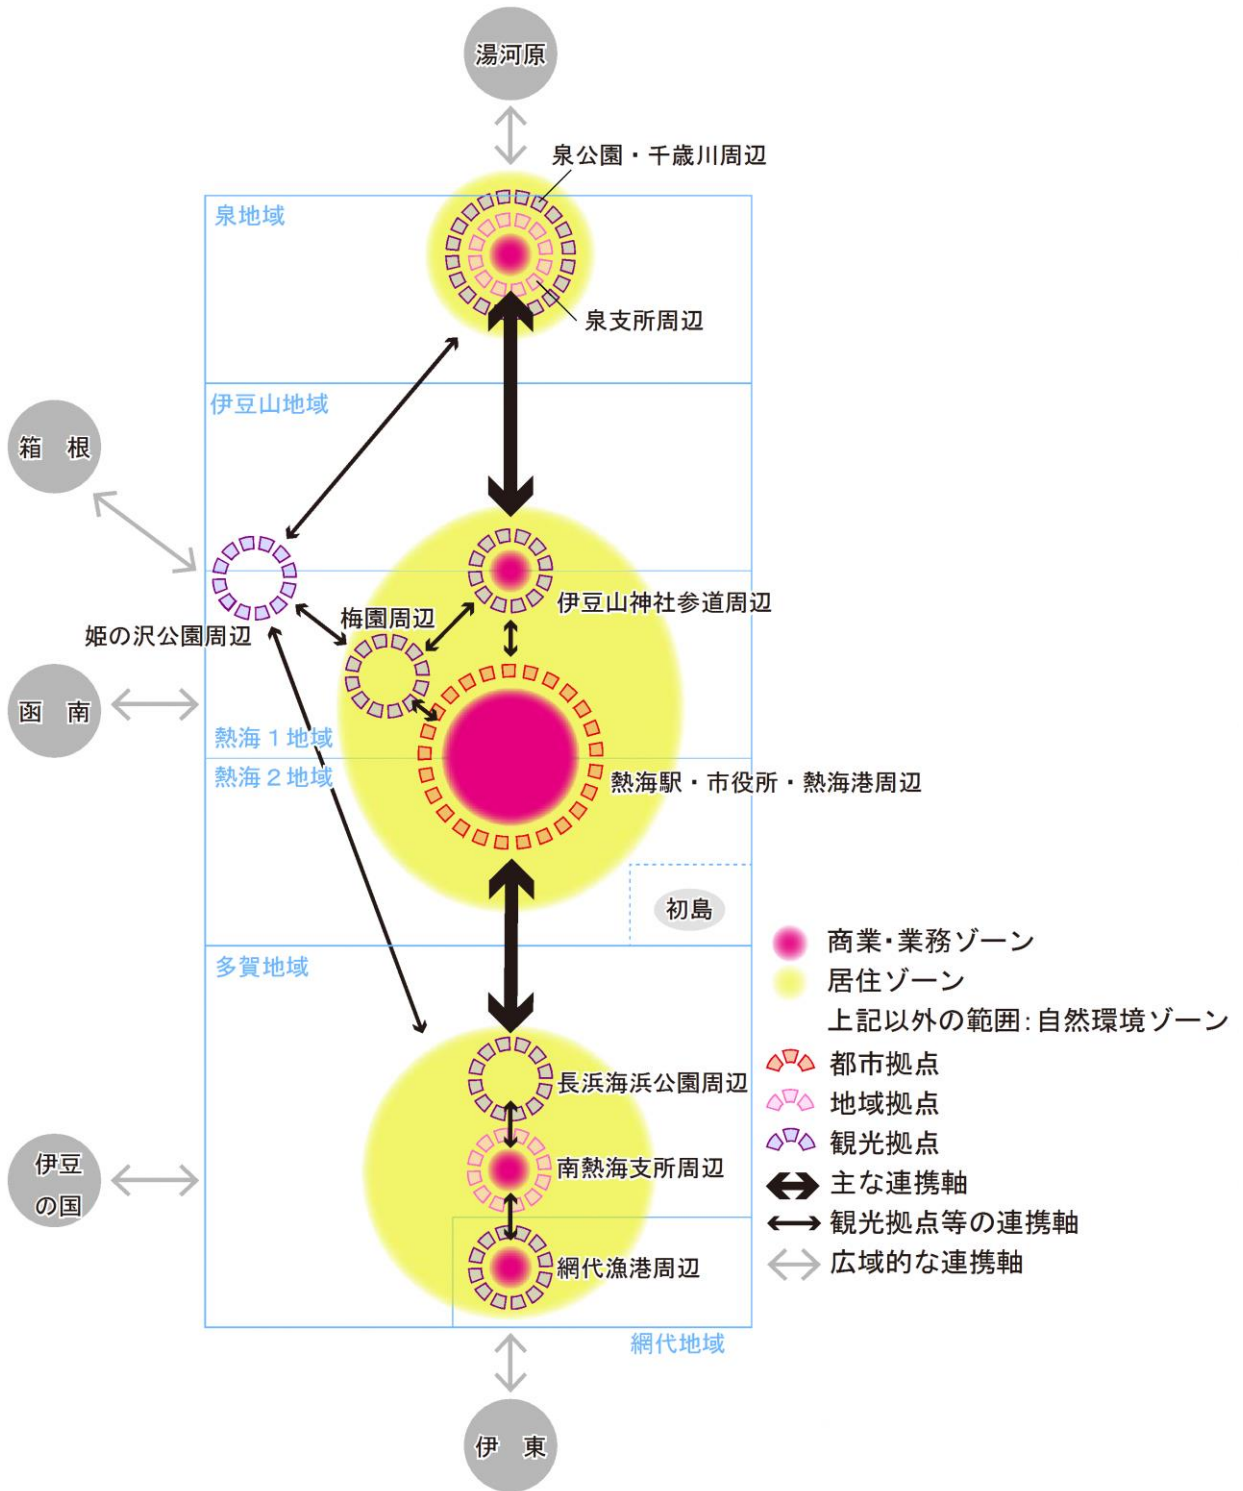 湯河原
泉公園・千歳川周辺
泉地域
泉支所周辺
伊豆山地域
箱　根
伊豆山神社参道周辺
梅園周辺
姫の沢公園周辺
函　南
熱海１地域
熱海２地域
熱海駅・市役所・熱海港周辺
初島
多賀地域
長浜海浜公園周辺
伊豆
の国
南熱海支所周辺
網代漁港周辺
網代地域
伊　東
商業・業務ゾーン
居住ゾーン
上記以外の範囲：自然環境ゾーン
都市拠点
地域拠点
観光拠点
主な連携軸
観光拠点等の連携軸
広域的な連携軸